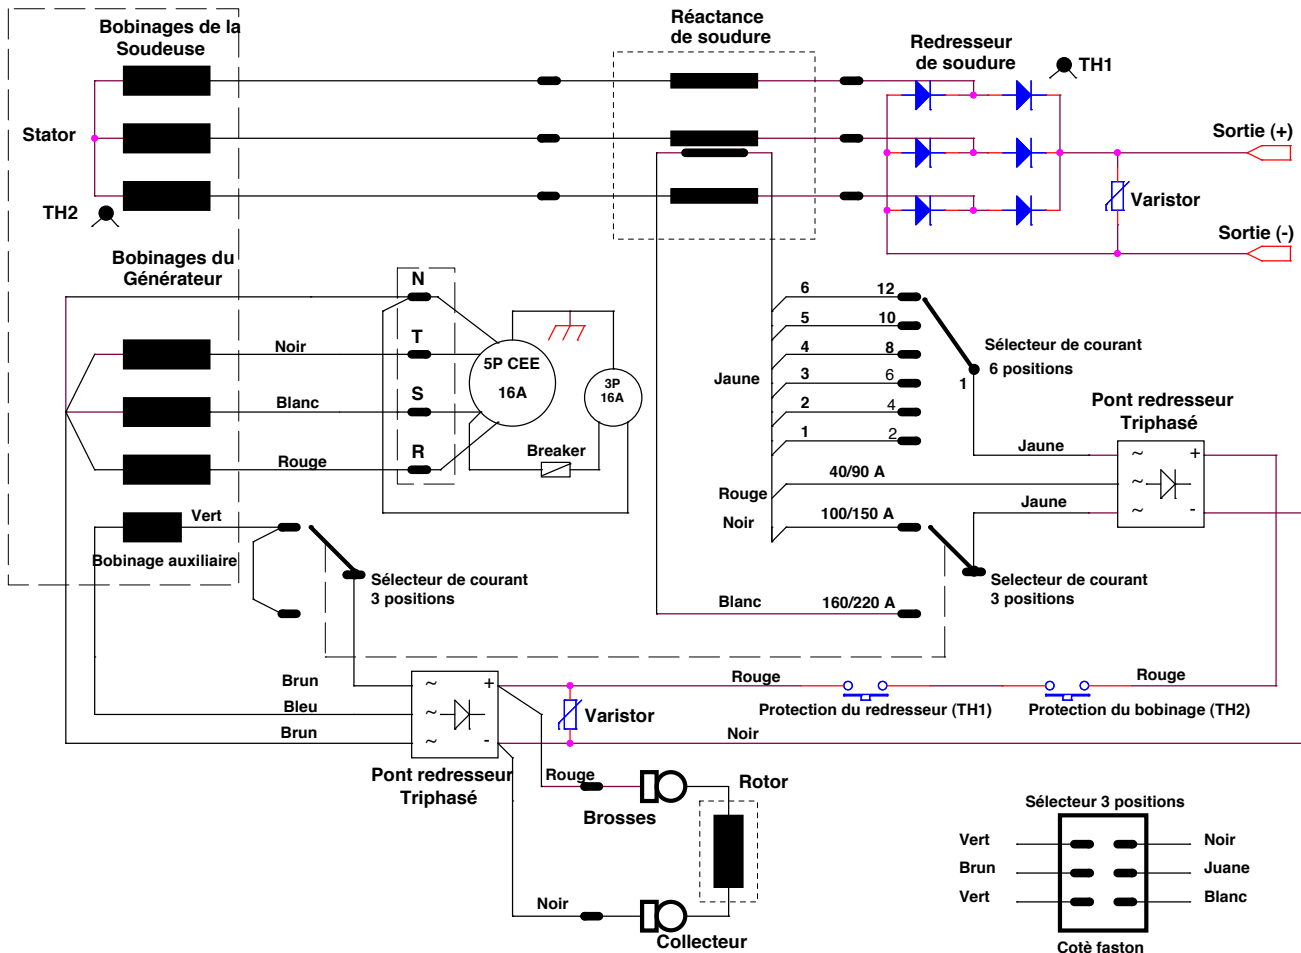 Bobinages de la
Soudeuse
Réactance
de soudure
Redresseur
de soudure
TH1
Stator
Sortie (+)
TH2
Varistor
Sortie (-)
Bobinages du
Générateur
N
6
12
5
10
Noir
T
4
8
Sélecteur de courant
6 positions
5P CEE
16A
3P
16A
Jaune
3
6
1
Blanc
S
2
4
Pont redresseur
Triphasé
1
2
Rouge
R
Breaker
Jaune
~
+
40/90 A
~
Rouge
Jaune
~
-
Vert
Noir
100/150 A
Bobinage auxiliaire
Sélecteur de courant
3 positions
Selecteur de courant
3 positions
Blanc
160/220 A
Brun
~
+
Rouge
Rouge
Bleu
~
Varistor
Protection du redresseur (TH1)
Protection du bobinage (TH2)
Brun
~
-
Noir
Pont redresseur
Triphasé
Rouge
Rotor
Brosses
Sélecteur 3 positions
Vert
Noir
Brun
Juane
Vert
Blanc
Noir
Collecteur
Cotè faston